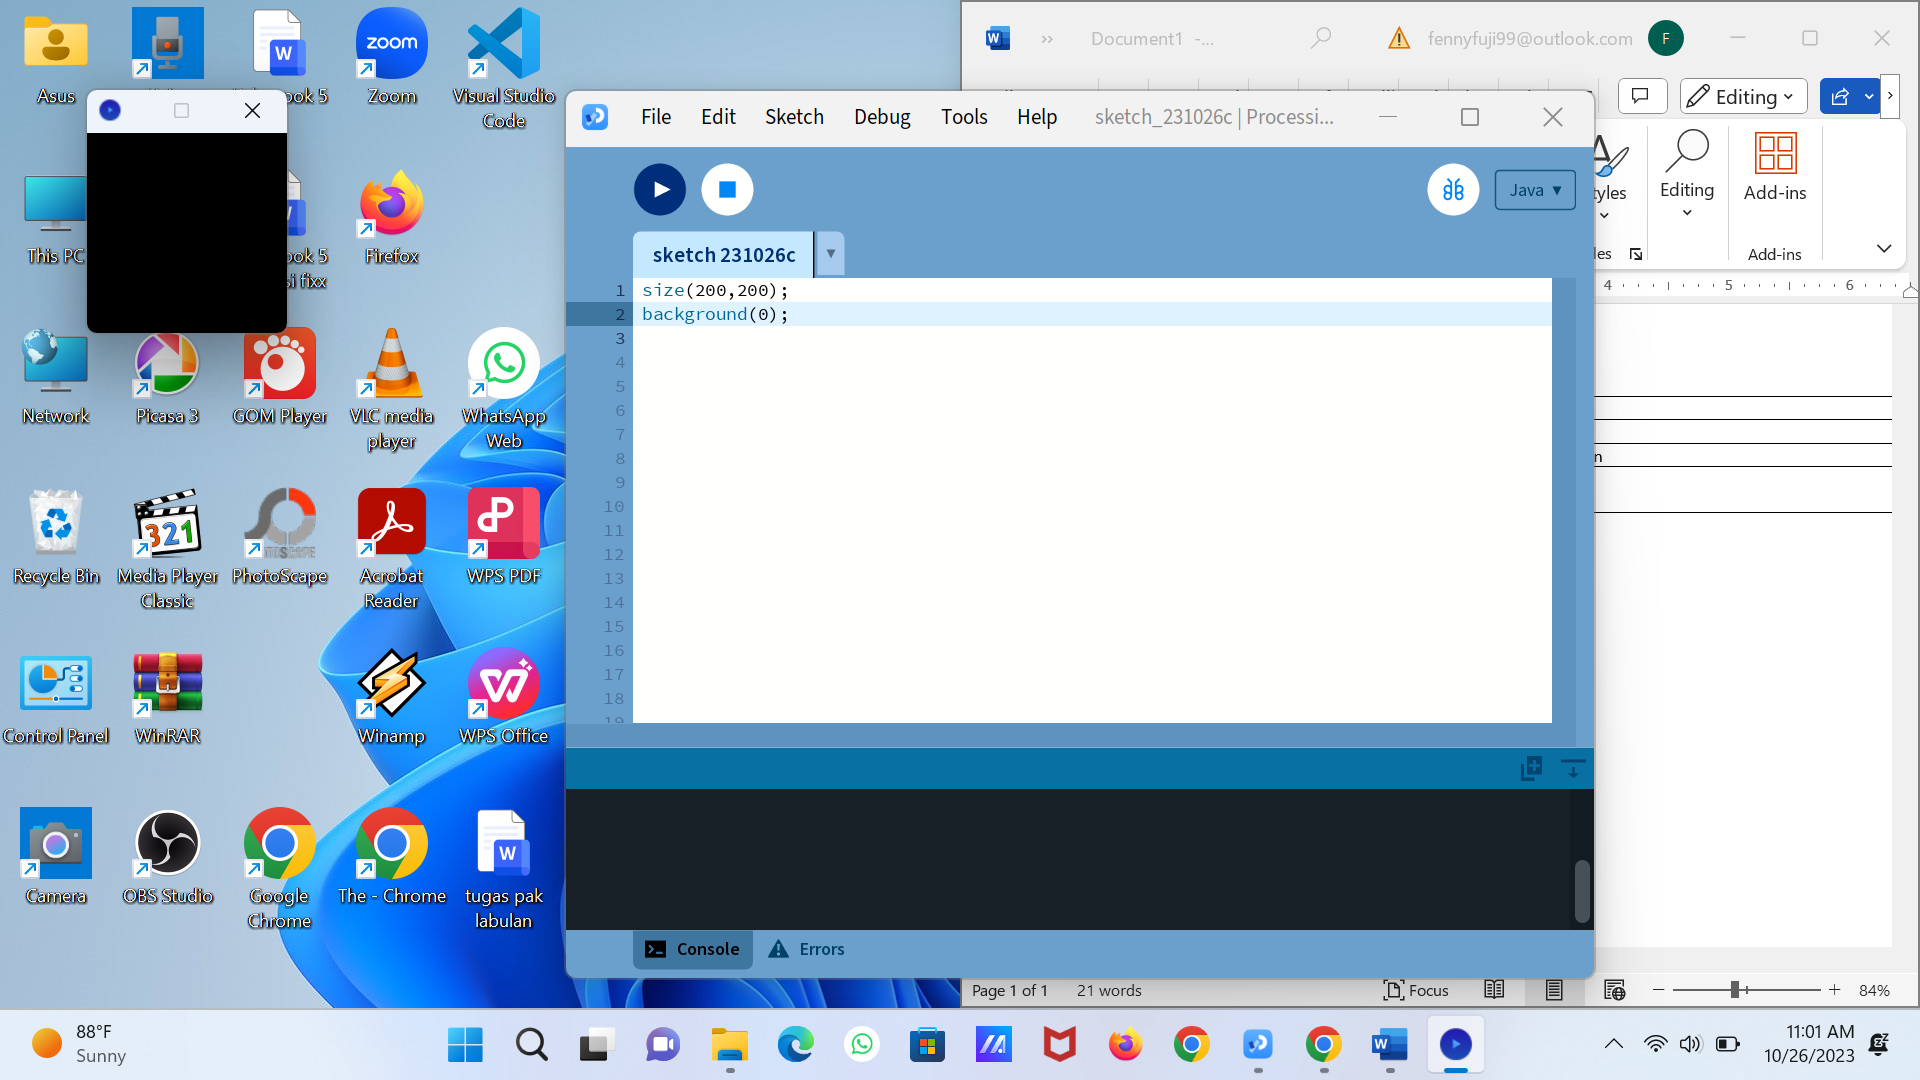 Asus
Zoom
Visual Studio
Code
ook 5
This PC
ook 5
si fixx
Firefox
Network
Picasa 3
GOM Player
VLC media
player
WhatsApp
Web
Recycle Bin
Media Player
Classic
PhotoScape
Acrobat
Reader
WPS PDF
Control Panel
WinRAR
Winamp
WPS Office
Camera
OBS Studio
Google
Chrome
The - Chrome
tugas pak
labulan
zoom
321
File Edit Sketch Debug Tools Help sketch_231026c | Processi...
Java
sketch 231026c
1 size(200,200);
2 background(0);
3
4
5
6
7
8
9
10
11
12
13
14
15
16
17
18
19
Console
Errors
Document1 -...
fennyfuji99@outlook.com
F
Editing
yles
Editing
Add-ins
les
Add-ins
4 5 6
n
Page 1 of 1
21 words
Focus
84%
88°F
Sunny
11:01 AM
10/26/2023